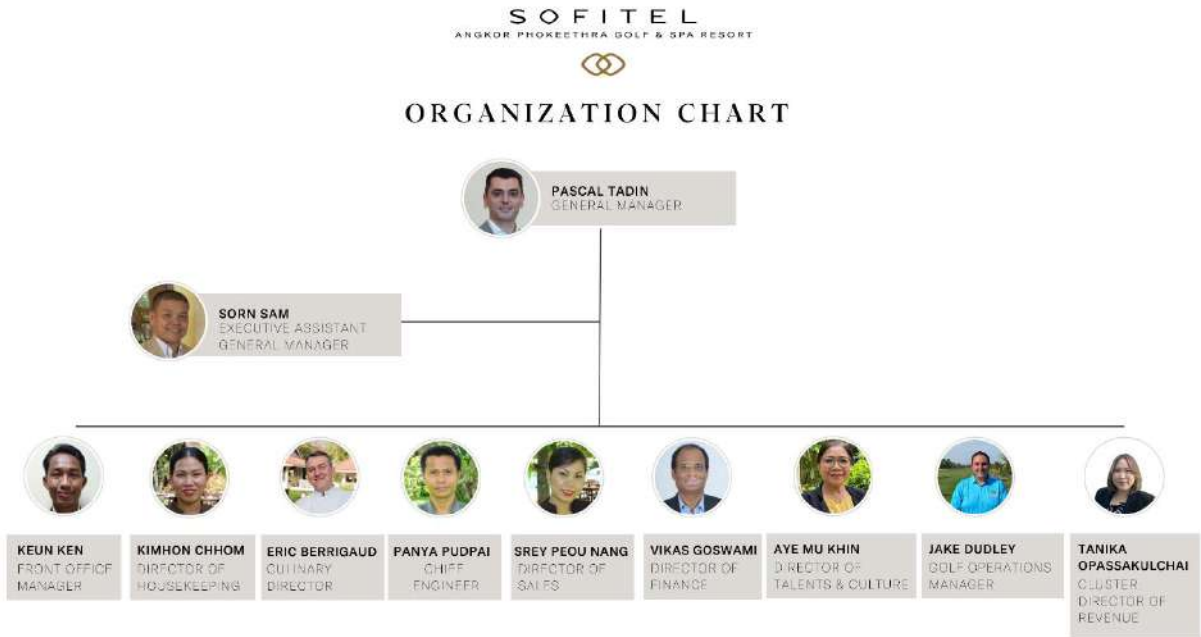 SOFITEL
ANGKOR PHOKEETHRA GOLF & SPA RESORT
ORGANIZATION CHART
PASCAL TADIN
GENERAL MANAGER
SORN SAM
EXECUTIVE ASSISTANT
GENERAL MANAGER
KEUN KEN
FRONT OFFICE
MANAGER
KIMHON CHHOM
DIRECTOR OF
HOUSEKEEPING
ERIC BERRIGAUD
CULINARY
DIRECTOR
PANYA PUDPAI
CHIEF
ENGINEER
SREY PEOU NANG
DIRECTOR OF
SALES
VIKAS GOSWAMI
DIRECTOR OF
FINANCE
AYE MU KHIN
DIRECTOR OF
TALENTS & CULTURE
JAKE DUDLEY
GOLF OPERATIONS
MANAGER
TANIKA
OPASSAKULCHAI
CLUSTER
DIRECTOR OF
REVENUE